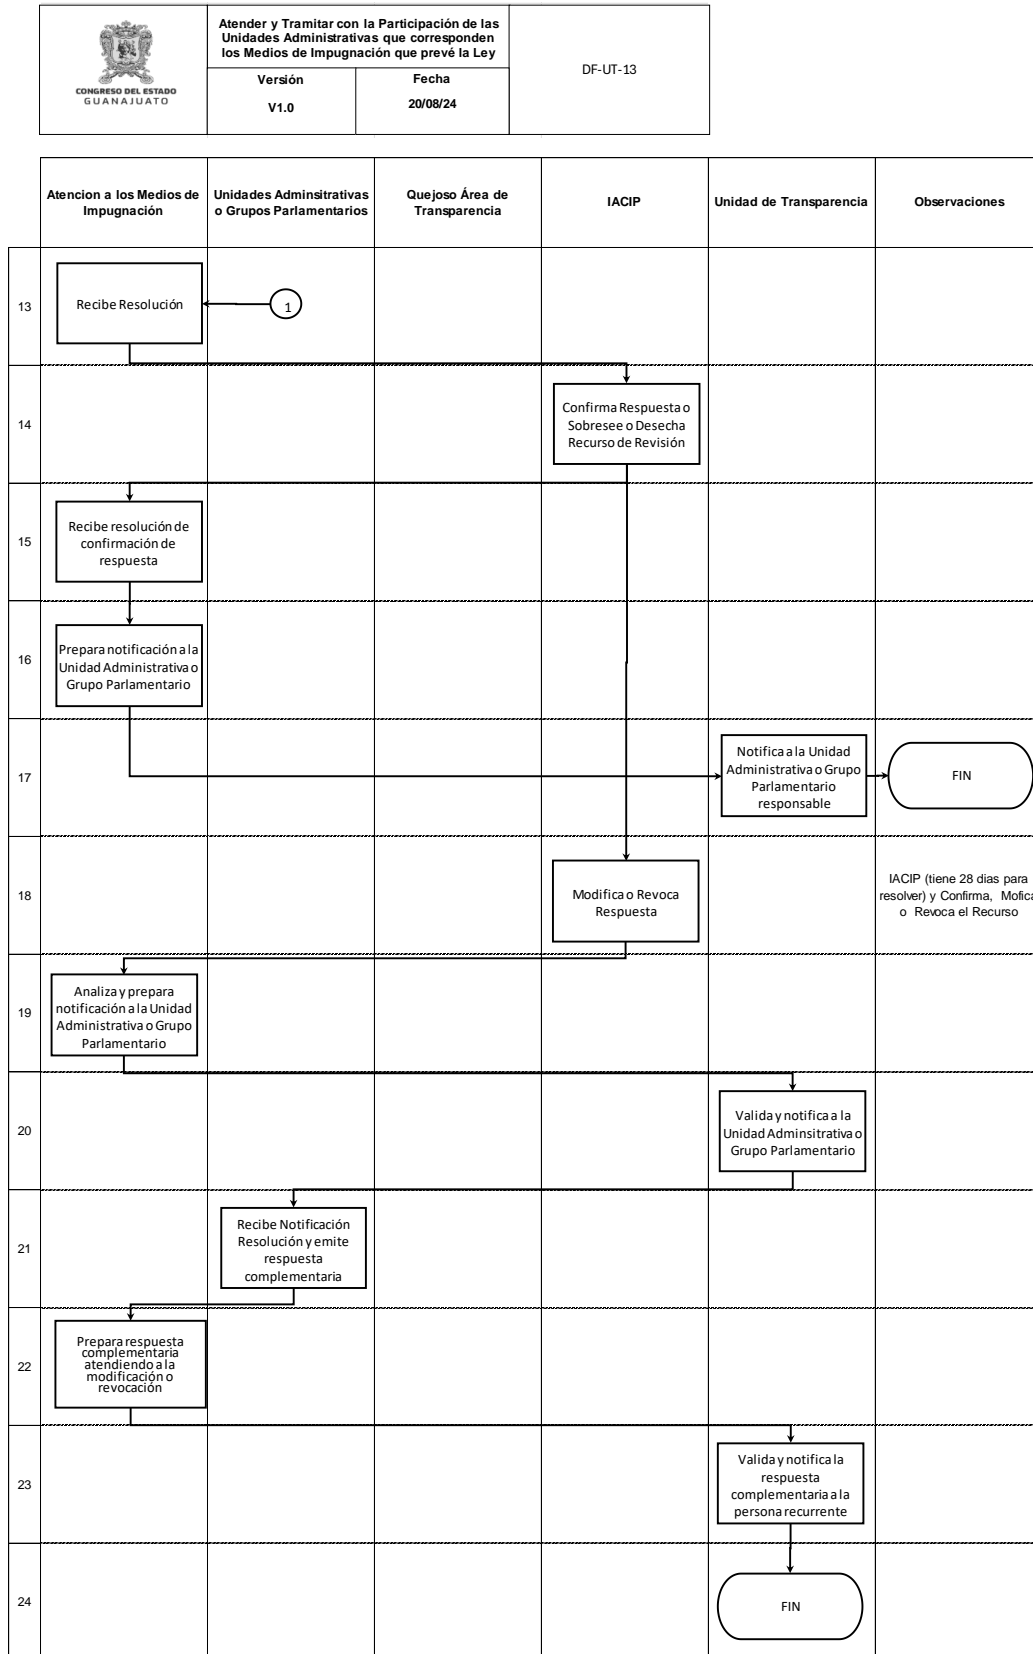 CONGRESO DEL ESTADO
GUANAJUATO
Atender y Tramitar con la Participación de las
Unidades Administrativas que corresponden
los Medios de Impugnación que prevé la Ley
Versión
V1.0
Fecha
20/08/24
DF-UT-13
Atencion a los Medios de
Impugnación
Unidades Adminsitrativas
o Grupos Parlamentarios
Quejoso Área de
Transparencia
IACIP
Unidad de Transparencia
Observaciones
13
Recibe Resolución
1
14
Confirma Respuesta o
Sobresee o Desecha
Recurso de Revisión
15
Recibe resolución de
confirmación de
respuesta
16
Prepara notificación a la
Unidad Administrativa o
Grupo Parlamentario
17
Notifica a la Unidad
Administrativa o Grupo
Parlamentario
responsable
FIN
18
Modifica o Revoca
Respuesta
IACIP (tiene 28 dias para
resolver) y Confirma, Mofica
o Revoca el Recurso
19
Analiza y prepara
notificación a la Unidad
Administrativa o Grupo
Parlamentario
20
Valida y notifica a la
Unidad Adminsitrativa o
Grupo Parlamentario
21
Recibe Notificación
Resolución y emite
respuesta
complementaria
22
Prepara respuesta
complementaria
atendiendo a la
modificación o
revocación
23
Valida y notifica la
respuesta
complementaria a la
persona recurrente
24
FIN